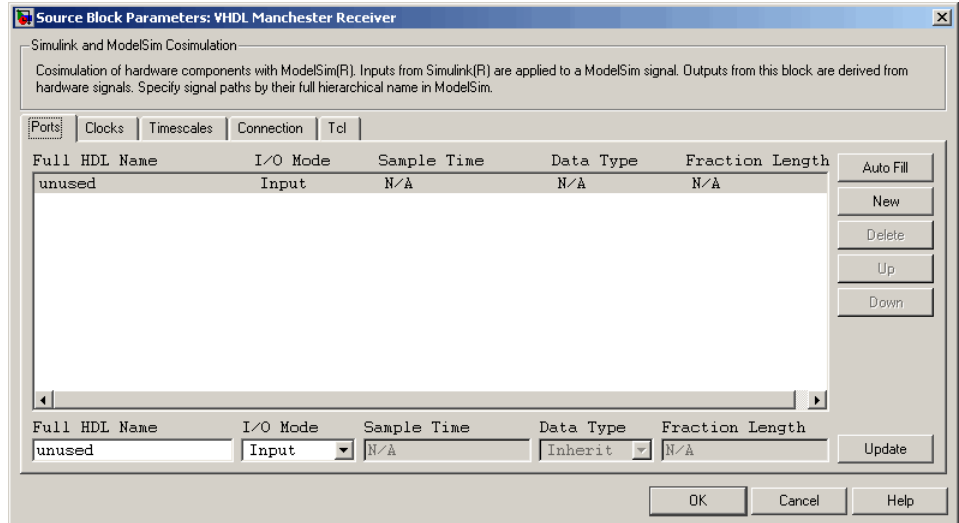 Source Block Parameters: VHDL Manchester Receiver
Simulink and ModelSim Cosimulation
Cosimulation of hardware components with ModelSim(R). Inputs from Simulink(R) are applied to a ModelSim signal. Outputs from this block are derived from
hardware signals. Specify signal paths by their full hierarchical name in ModelSim.
Ports Clocks Timescales Connection Tcl
Full HDL Name I/O Mode Sample Time Data Type Fraction Length
unused Input N/A N/A N/A
Auto Fill
New
Delete
Up
Down
Full HDL Name I/O Mode Sample Time Data Type Fraction Length
unused Input N/A Inherit N/A
Update
OK Cancel Help